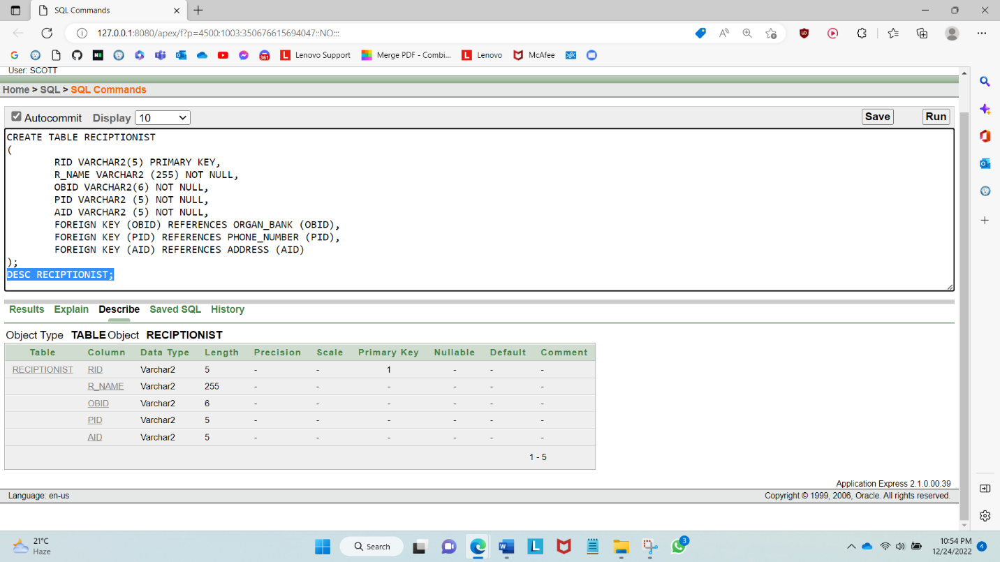 SQL Commands
127.0.0.1:8080/apex/f?p=4500:1003:350676615694047::NO:::
Lenovo Support
Merge PDF - Combi...
Lenovo
McAfee
User: SCOTT
Home > SQL > SQL Commands
Autocommit Display 10 Save Run
CREATE TABLE RECIPTIONIST
(
RID VARCHAR2(5) PRIMARY KEY,
R_NAME VARCHAR2 (255) NOT NULL,
OBID VARCHAR2(6) NOT NULL,
PID VARCHAR2 (5) NOT NULL,
AID VARCHAR2 (5) NOT NULL,
FOREIGN KEY (OBID) REFERENCES ORGAN_BANK (OBID),
FOREIGN KEY (PID) REFERENCES PHONE_NUMBER (PID),
FOREIGN KEY (AID) REFERENCES ADDRESS (AID)
);
DESC RECIPTIONIST;
Results Explain Describe Saved SQL History
Object Type TABLE Object RECIPTIONIST
Table Column Data Type Length Precision Scale Primary Key Nullable Default Comment
RECIPTIONIST RID Varchar2 5 - - 1 - - -
R_NAME Varchar2 255 - - - - - -
OBID Varchar2 6 - - - - - -
PID Varchar2 5 - - - - - -
AID Varchar2 5 - - - - - -
1 - 5
Application Express 2.1.0.00.39
Language: en-us Copyright © 1999, 2006, Oracle. All rights reserved.
21°C
Haze
Search
3
10:54 PM
12/24/2022
4